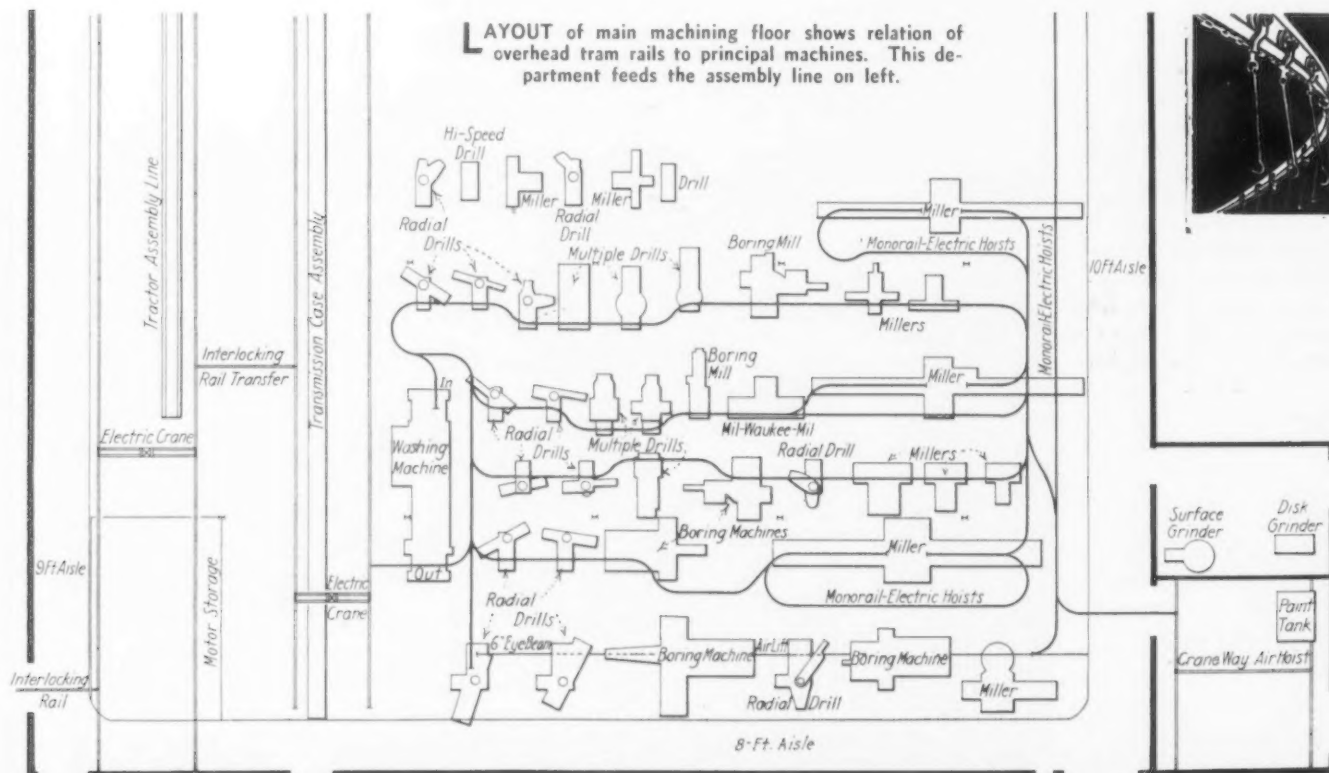 LAYOUT of main machining floor shows relation of
overhead tram rails to principal machines. This de-
partment feeds the assembly line on left.
Hi-Speed
Drill
Miller
Radial
Drill
Miller
Drill
Radial
Drills
Multiple Drills
Boring Mill
Miller
Monorail-Electric Hoists
Monorail-Electric Hoists
10Ft Aisle
Millers
Tractor Assembly Line
Transmission Case Assembly
Interlocking
Rail Transfer
Electric Crane
In
Washing
Machine
Out
Boring
Mill
Miller
Radial
Drills
Multiple Drills
Mil-Waukee-Mil
Radial Drill
Millers
Boring Machines
Miller
Monorail-Electric Hoists
Surface
Grinder
Disk
Grinder
9Ft Aisle
Motor Storage
Electric
Crane
Radial
Drills
6" Eye Beam
Boring Machine
Air Lift
Radial Drill
Boring Machine
Miller
Paint
Tank
Crane Way Air Hoist
Interlocking
Rail
8-Ft. Aisle